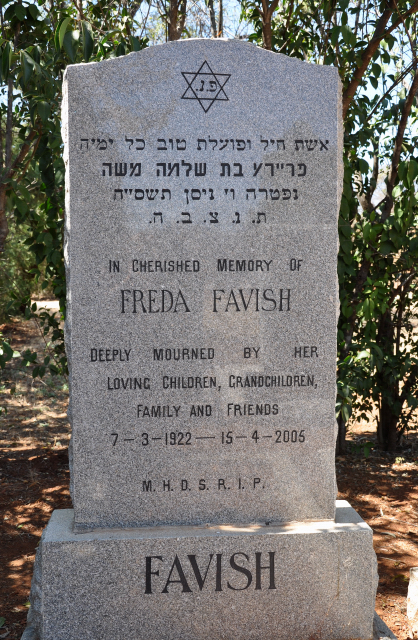 פ.נ.
אשת חיל ופועלת טוב כל ימיה
פריידע בת שלמה משה
נפטרה ו' ניסן תשס"ה
ת. נ. צ. ב. ה.
IN CHERISHED MEMORY OF
FREDA FAVISH
DEEPLY MOURNED BY HER
LOVING CHILDREN, GRANDCHILDREN,
FAMILY AND FRIENDS
7-3-1922 — 15-4-2005
M.H.D.S.R.I.P.
FAVISH